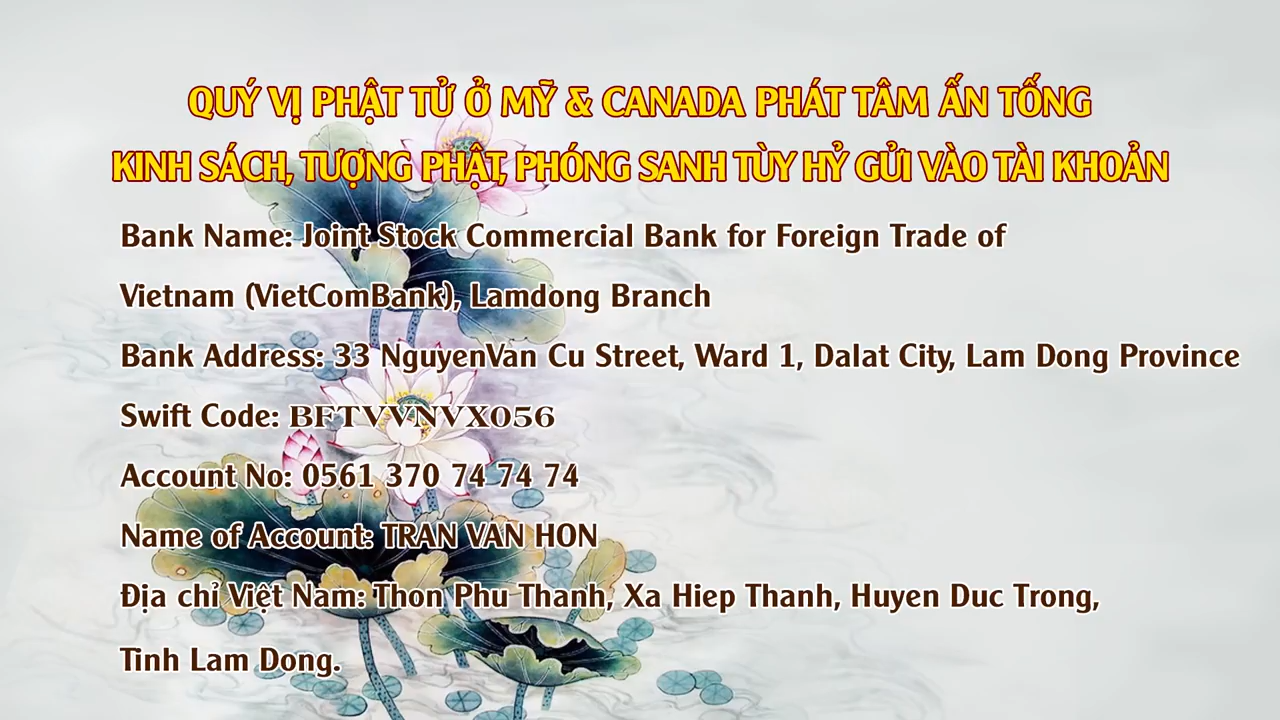 QUÝ VỊ PHẬT TỬ Ở MỸ & CANADA PHÁT TÂM ẤN TỐNG
KINH SÁCH, TƯỢNG PHẬT, PHÓNG SANH TÙY HỶ GỬI VÀO TÀI KHOẢN
Bank Name: Joint Stock Commercial Bank for Foreign Trade of
Vietnam (VietComBank), Lamdong Branch
Bank Address: 33 NguyenVan Cu Street, Ward 1, Dalat City, Lam Dong Province
Swift Code: BFTVVNVX056
Account No: 0561 370 74 74 74
Name of Account: TRAN VAN HON
Địa chỉ Việt Nam: Thon Phu Thanh, Xa Hiep Thanh, Huyen Duc Trong,
Tinh Lam Dong.